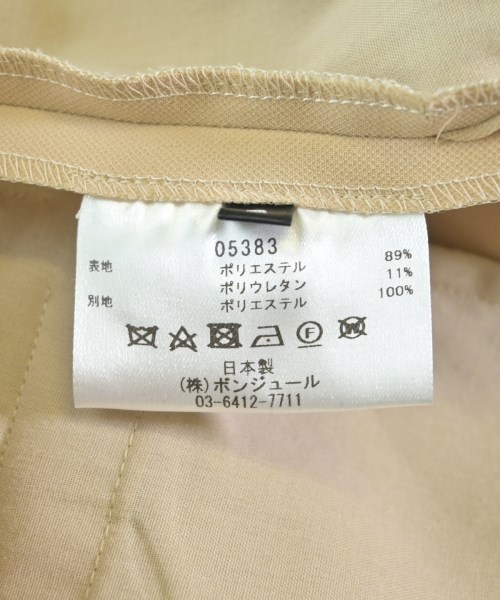 05383
表地 ポリエステル 89%
ポリウレタン 11%
別地 ポリエステル 100%
日本製
(株)ボンジュール
03-6412-7711